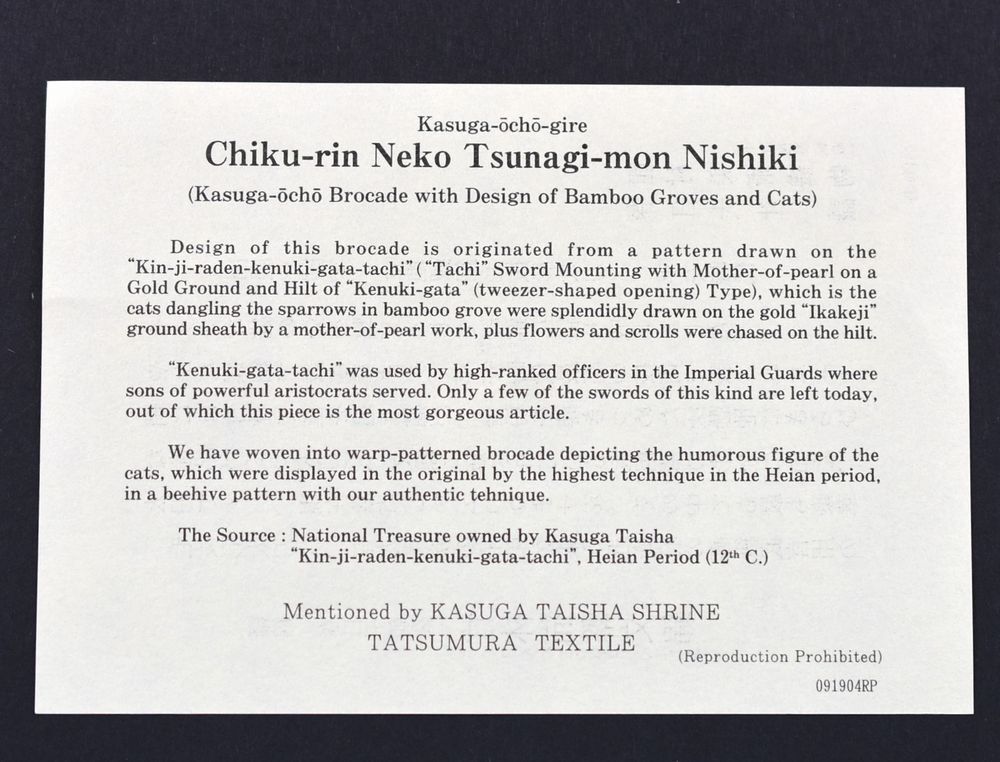 Kasuga-ōchō-gire
Chiku-rin Neko Tsunagi-mon Nishiki
(Kasuga-ōchō Brocade with Design of Bamboo Groves and Cats)
Design of this brocade is originated from a pattern drawn on the
“Kin-ji-raden-kenuki-gata-tachi” (“Tachi” Sword Mounting with Mother-of-pearl on a
Gold Ground and Hilt of “Kenuki-gata” (tweezer-shaped opening) Type), which is the
cats dangling the sparrows in bamboo grove were splendidly drawn on the gold “Ikakeji”
ground sheath by a mother-of-pearl work, plus flowers and scrolls were chased on the hilt.
“Kenuki-gata-tachi” was used by high-ranked officers in the Imperial Guards where
sons of powerful aristocrats served. Only a few of the swords of this kind are left today,
out of which this piece is the most gorgeous article.
We have woven into warp-patterned brocade depicting the humorous figure of the
cats, which were displayed in the original by the highest technique in the Heian period,
in a beehive pattern with our authentic tehnique.
The Source : National Treasure owned by Kasuga Taisha
“Kin-ji-raden-kenuki-gata-tachi”, Heian Period (12th C.)
Mentioned by KASUGA TAISHA SHRINE
TATSUMURA TEXTILE
(Reproduction Prohibited)
091904RP